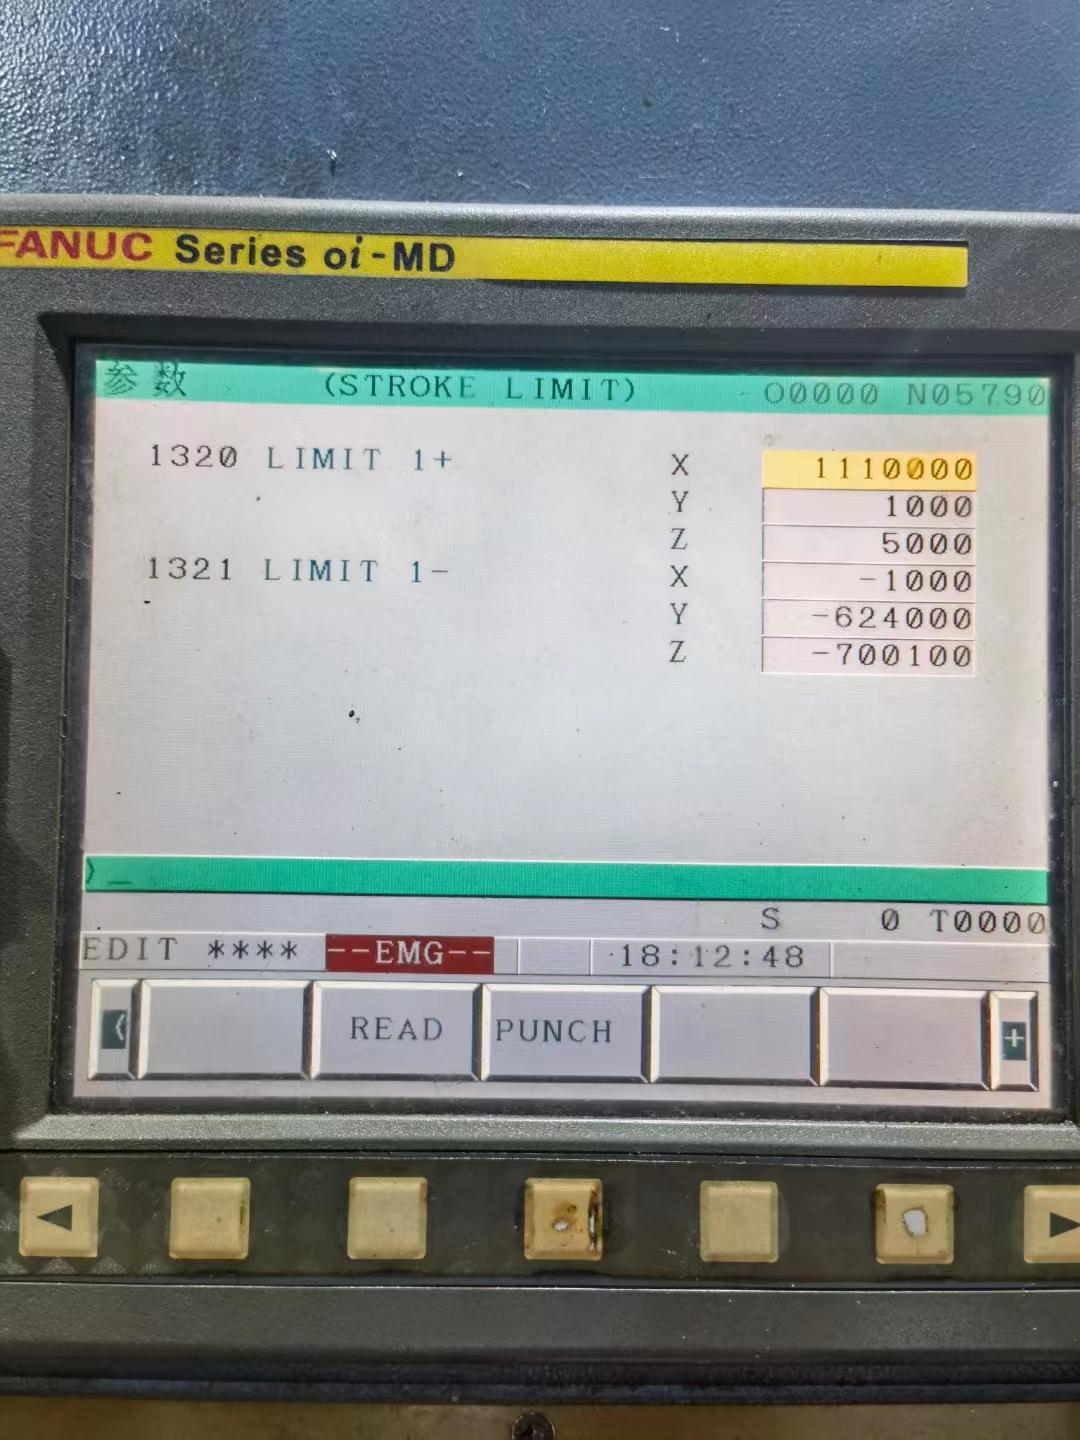 FANUC Series oi-MD
参数 (STROKE LIMIT) O0000 N05790
1320 LIMIT 1+ X 1110000
Y 1000
Z 5000
1321 LIMIT 1- X -1000
Y -624000
Z -700100
)_
S 0 T0000
EDIT **** --EMG-- 18:12:48
READ PUNCH +